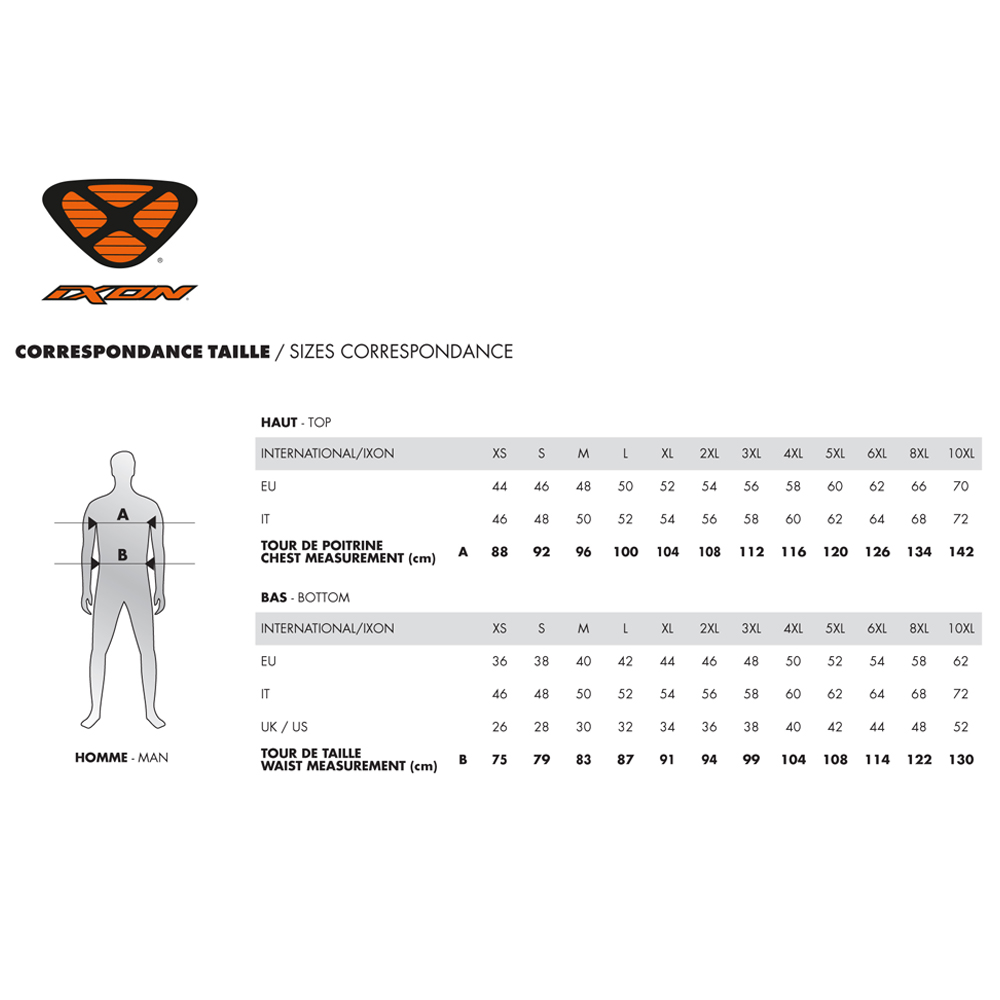 ®
iXON®
CORRESPONDANCE TAILLE / SIZES CORRESPONDANCE
HAUT - TOP
INTERNATIONAL/IXON XS S M L XL 2XL 3XL 4XL 5XL 6XL 8XL 10XL
EU 44 46 48 50 52 54 56 58 60 62 66 70
IT 46 48 50 52 54 56 58 60 62 64 68 72
TOUR DE POITRINE
CHEST MEASUREMENT (cm) A 88 92 96 100 104 108 112 116 120 126 134 142
BAS - BOTTOM
INTERNATIONAL/IXON XS S M L XL 2XL 3XL 4XL 5XL 6XL 8XL 10XL
EU 36 38 40 42 44 46 48 50 52 54 58 62
IT 46 48 50 52 54 56 58 60 62 64 68 72
UK / US 26 28 30 32 34 36 38 40 42 44 48 52
TOUR DE TAILLE
WAIST MEASUREMENT (cm) B 75 79 83 87 91 94 99 104 108 114 122 130
A
B
HOMME - MAN